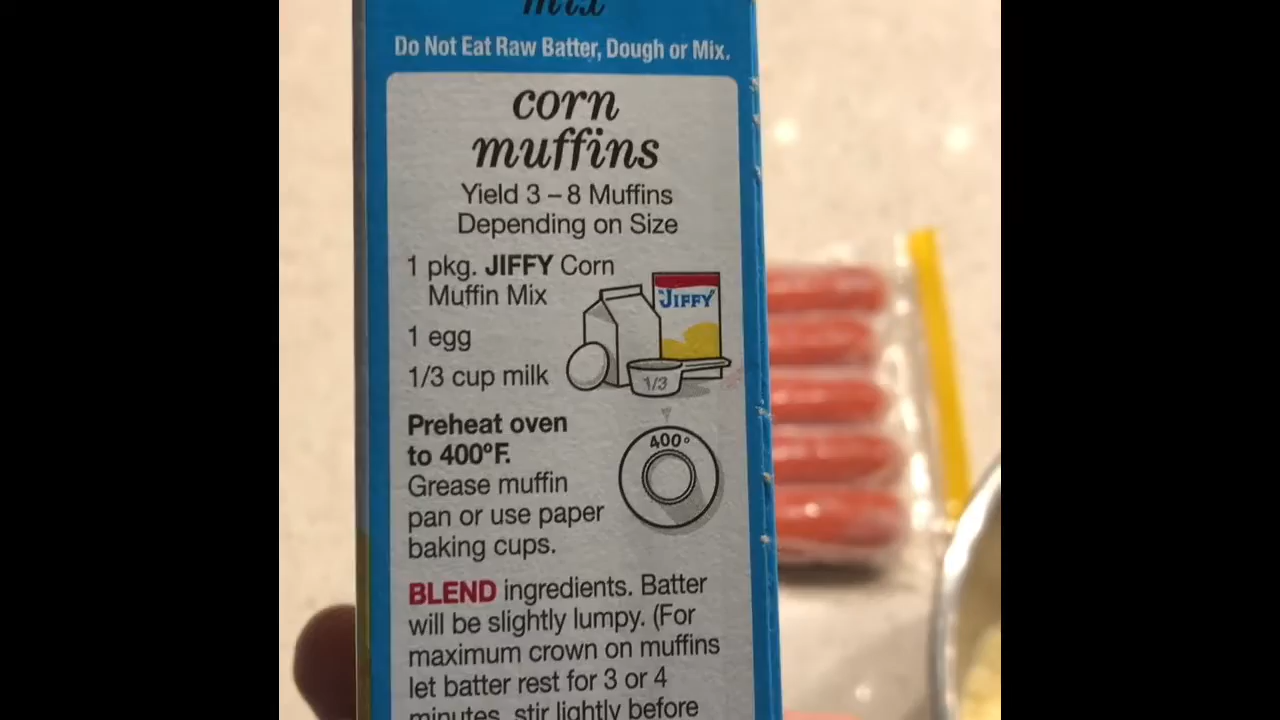 mix
Do Not Eat Raw Batter, Dough or Mix.
corn
muffins
Yield 3 – 8 Muffins
Depending on Size
1 pkg. JIFFY Corn
Muffin Mix
"JIFFY"
1 egg
1/3 cup milk
1/3
Preheat oven
to 400ºF.
400°
Grease muffin
pan or use paper
baking cups.
BLEND ingredients. Batter
will be slightly lumpy. (For
maximum crown on muffins
let batter rest for 3 or 4
minutes, stir lightly before